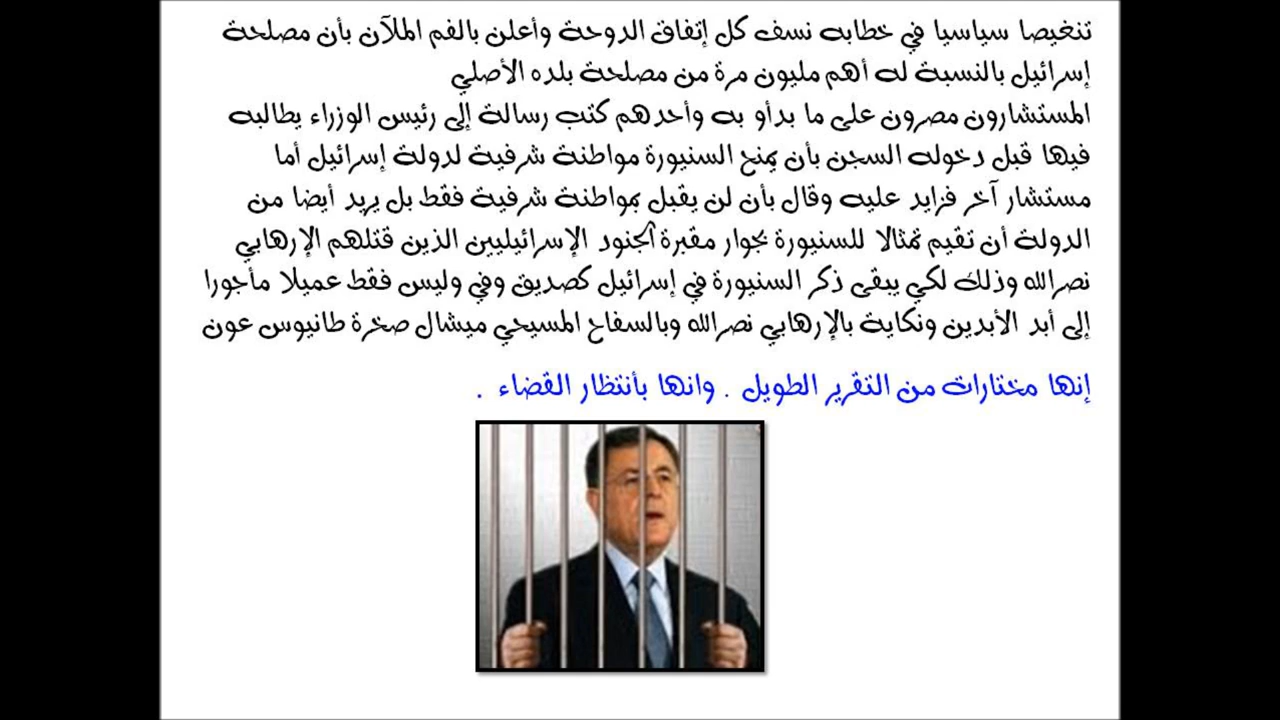 تنغيصا سياسيا في خطابه نسف كل إتفاق الدوحة وأعلن بالفم الملآن بأن مصلحة
إسرائيل بالنسبة له أهم مليون مرة من مصلحة بلده الأصلي
المستشارون مصرون على ما بدأو به وأحدهم كتب رسالة إلى رئيس الوزراء يطالبه
فيها قبل دخوله السجن بأن يمنح السنيورة مواطنة شرفية لدولة إسرائيل أما
مستشار آخر فزايد عليه وقال بأن لن يقبل بمواطنة شرفية فقط بل يريد أيضا من
الدولة أن تقيم تمثالا للسنيورة بجوار مقبرة الجنود الإسرائيليين الذين قتلهم الإرهابي
نصرالله وذلك لكي يبقى ذكر السنيورة في إسرائيل كصديق وفي وليس فقط عميلا مأجورا
إلى أبد الأبدين ونكاية بالإرهابي نصرالله وبالسفاح المسيحي ميشال صخرة طانيوس عون
إنها مختارات من التقرير الطويل . وانها بأنتظار القضاء .